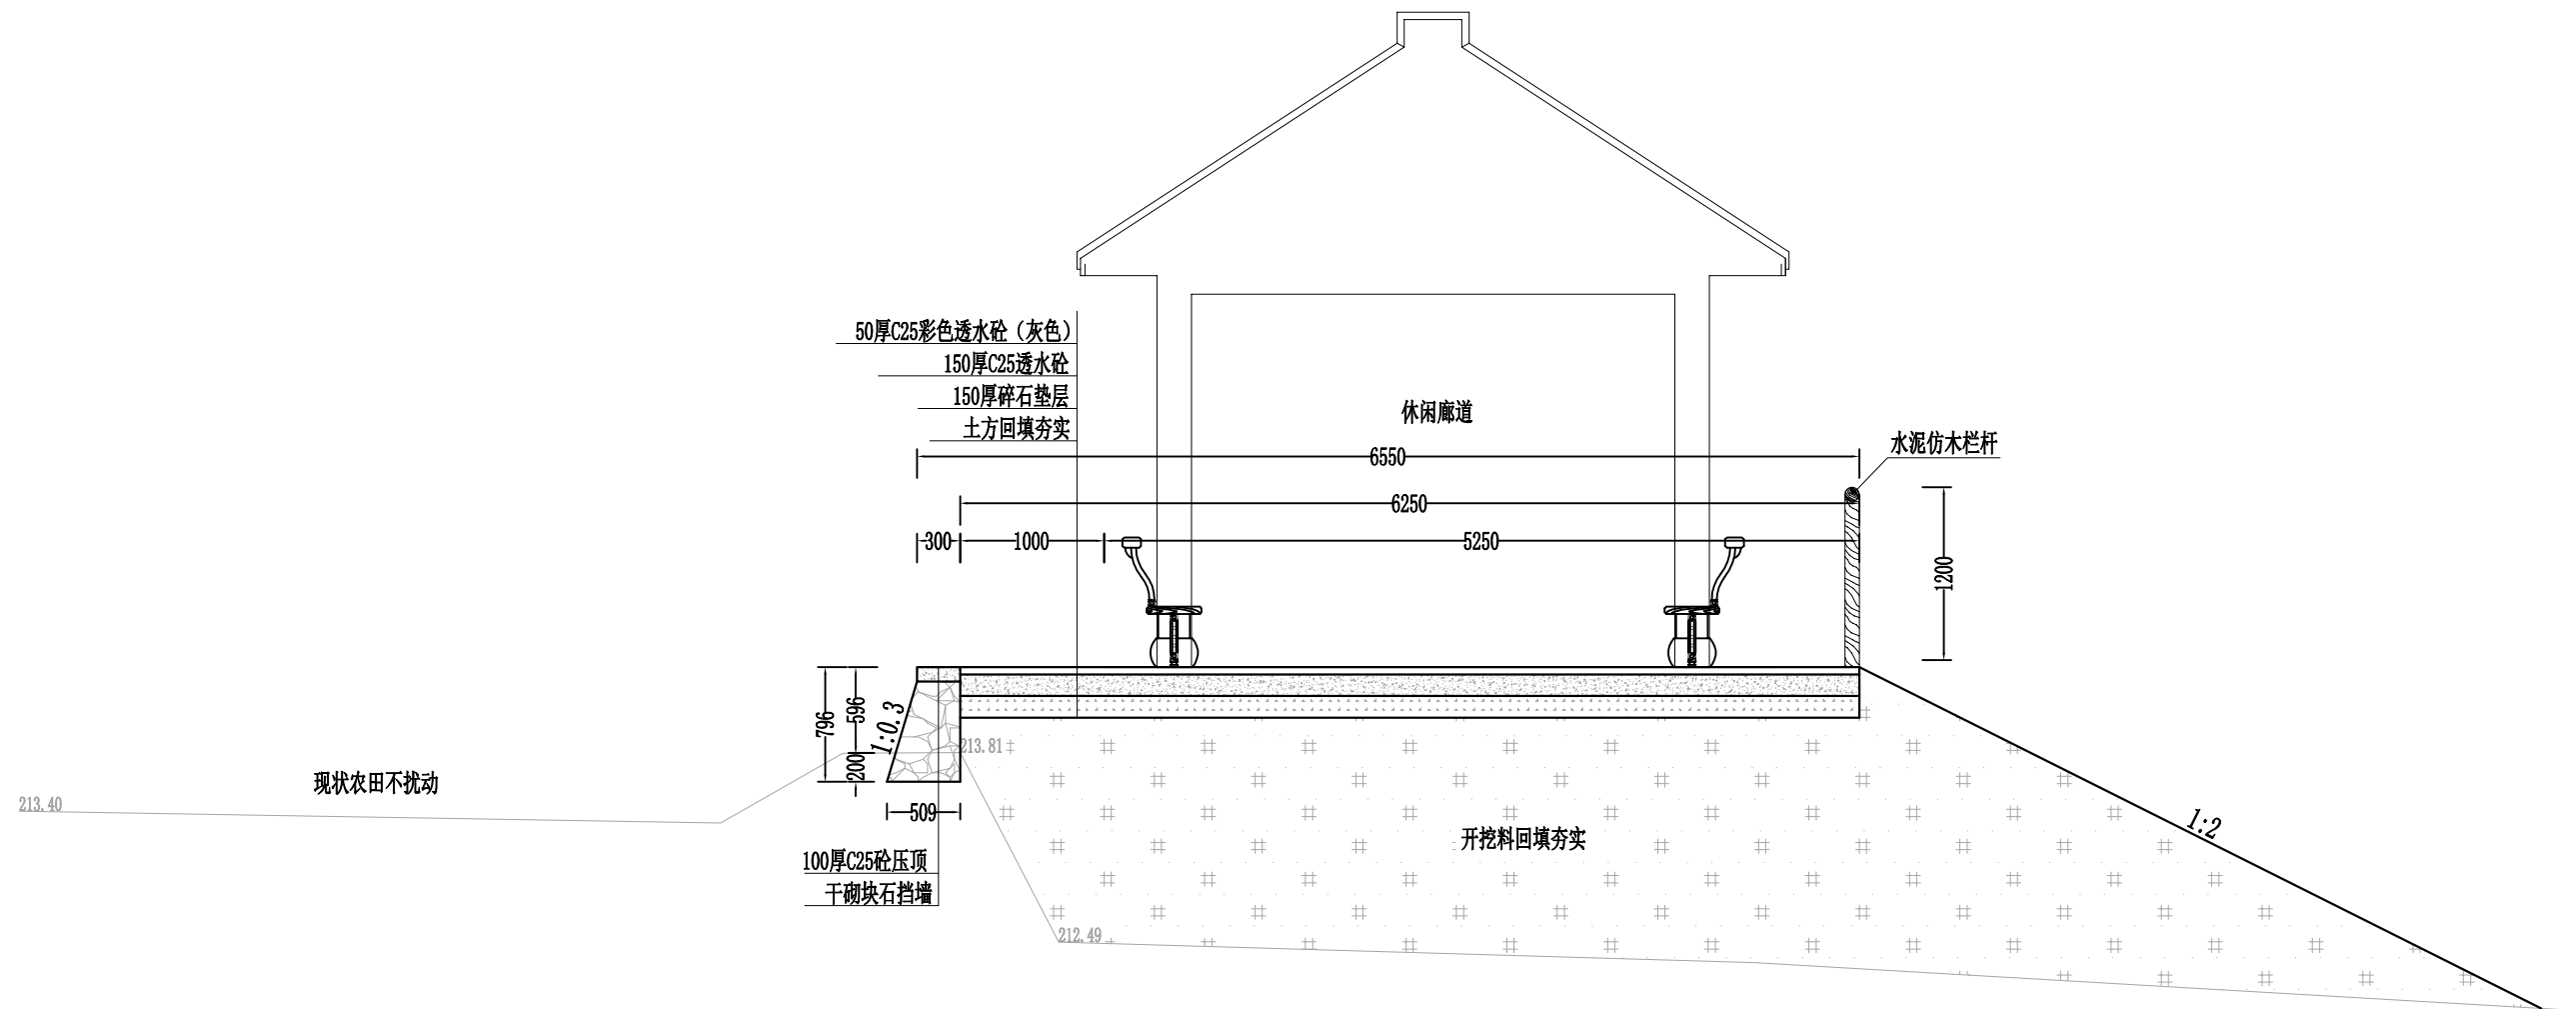 50厚C25彩色透水砼（灰色）
150厚C25透水砼
150厚碎石垫层
土方回填夯实
休闲廊道
水泥仿木栏杆
6550
6250
300
1000
5250
1200
796
596
200
1:0.3
213.81
现状农田不扰动
213.40
509
1:2
开挖料回填夯实
100厚C25砼压顶
干砌块石挡墙
212.49